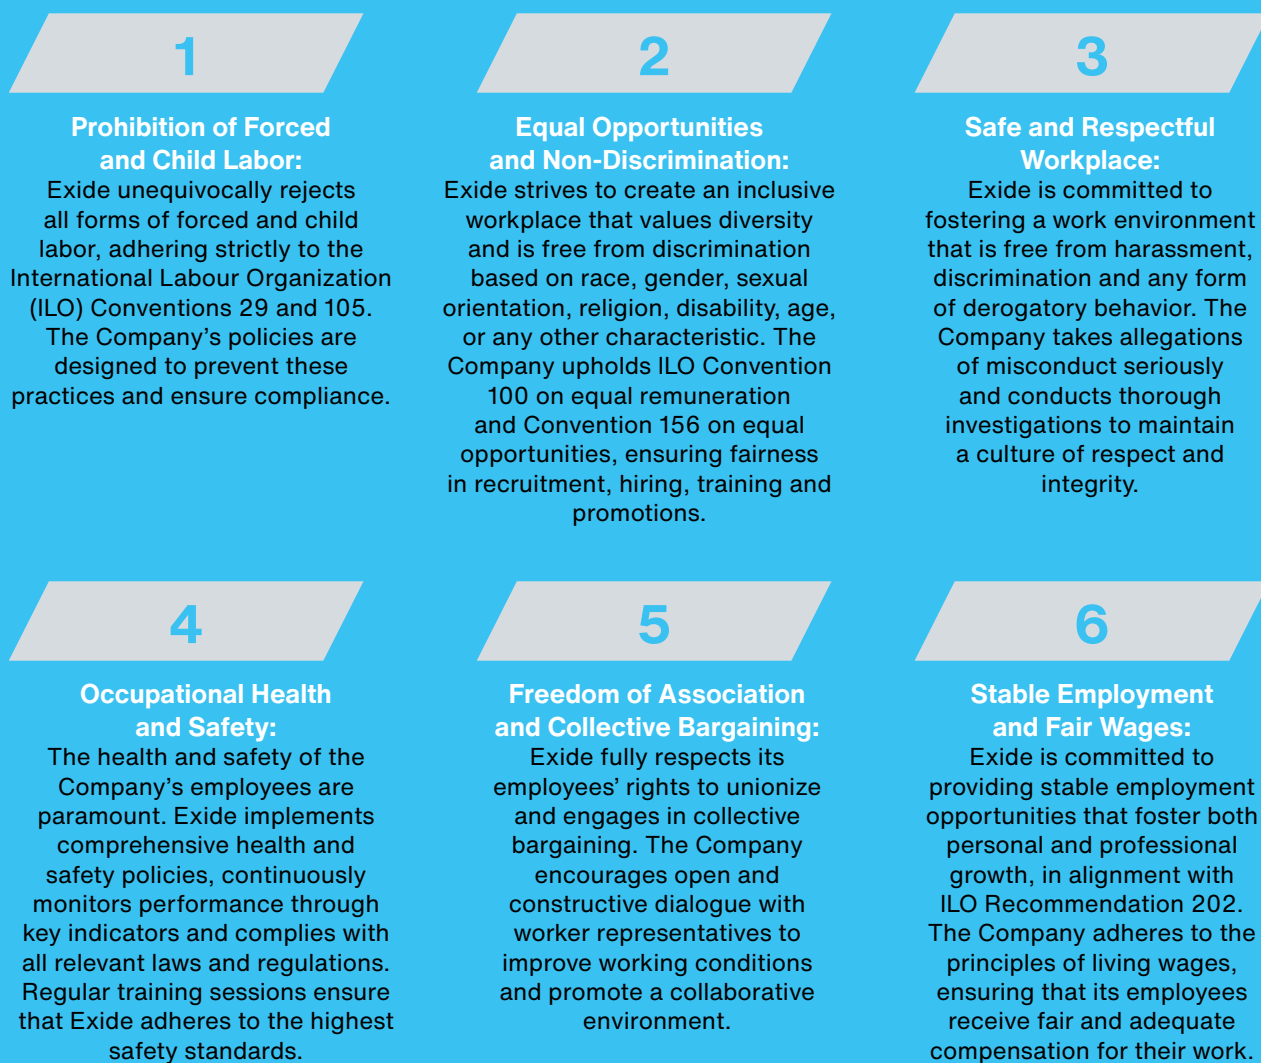 1
Prohibition of Forced
and Child Labor:
Exide unequivocally rejects
all forms of forced and child
labor, adhering strictly to the
International Labour Organization
(ILO) Conventions 29 and 105.
The Company’s policies are
designed to prevent these
practices and ensure compliance.
2
Equal Opportunities
and Non-Discrimination:
Exide strives to create an inclusive
workplace that values diversity
and is free from discrimination
based on race, gender, sexual
orientation, religion, disability, age,
or any other characteristic. The
Company upholds ILO Convention
100 on equal remuneration
and Convention 156 on equal
opportunities, ensuring fairness
in recruitment, hiring, training and
promotions.
3
Safe and Respectful
Workplace:
Exide is committed to
fostering a work environment
that is free from harassment,
discrimination and any form
of derogatory behavior. The
Company takes allegations
of misconduct seriously
and conducts thorough
investigations to maintain
a culture of respect and
integrity.
4
Occupational Health
and Safety:
The health and safety of the
Company’s employees are
paramount. Exide implements
comprehensive health and
safety policies, continuously
monitors performance through
key indicators and complies with
all relevant laws and regulations.
Regular training sessions ensure
that Exide adheres to the highest
safety standards.
5
Freedom of Association
and Collective Bargaining:
Exide fully respects its
employees’ rights to unionize
and engages in collective
bargaining. The Company
encourages open and
constructive dialogue with
worker representatives to
improve working conditions
and promote a collaborative
environment.
6
Stable Employment
and Fair Wages:
Exide is committed to
providing stable employment
opportunities that foster both
personal and professional
growth, in alignment with
ILO Recommendation 202.
The Company adheres to the
principles of living wages,
ensuring that its employees
receive fair and adequate
compensation for their work.